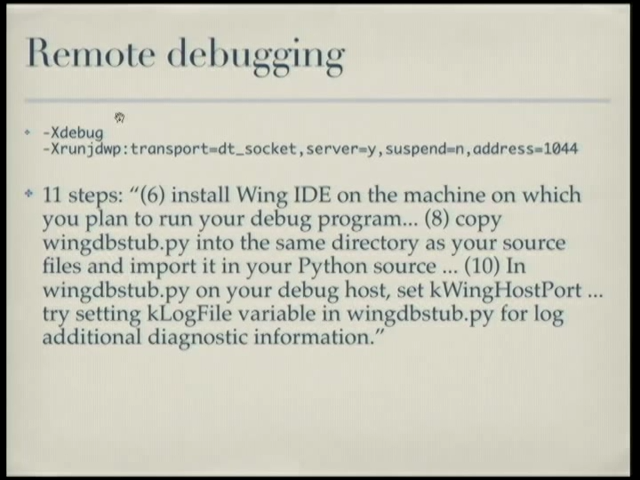 Remote debugging
-Xdebug
-Xrunjdwp:transport=dt_socket,server=y,suspend=n,address=1044
11 steps: “(6) install Wing IDE on the machine on which
you plan to run your debug program... (8) copy
wingdbstub.py into the same directory as your source
files and import it in your Python source ... (10) In
wingdbstub.py on your debug host, set kWingHostPort ...
try setting kLogFile variable in wingdbstub.py for log
additional diagnostic information.”